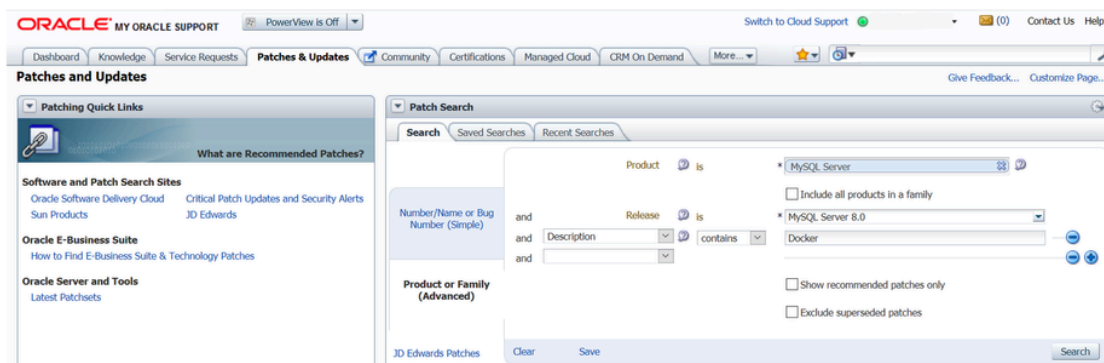 ORACLE MY ORACLE SUPPORT PowerView is Off Switch to Cloud Support (0) Contact Us Help
Dashboard Knowledge Service Requests Patches & Updates Community Certifications Managed Cloud CRM On Demand More...
Patches and Updates Give Feedback... Customize Page...
Patching Quick Links
What are Recommended Patches?
Software and Patch Search Sites
Oracle Software Delivery Cloud Critical Patch Updates and Security Alerts
Sun Products JD Edwards
Oracle E-Business Suite
How to Find E-Business Suite & Technology Patches
Oracle Server and Tools
Latest Patchsets
Patch Search
Search Saved Searches Recent Searches
Number/Name or Bug
Number (Simple)
Product or Family
(Advanced)
JD Edwards Patches
Product is * MySQL Server
Include all products in a family
and Release is * MySQL Server 8.0
and Description contains Docker
and
Show recommended patches only
Exclude superseded patches
Clear Save Search